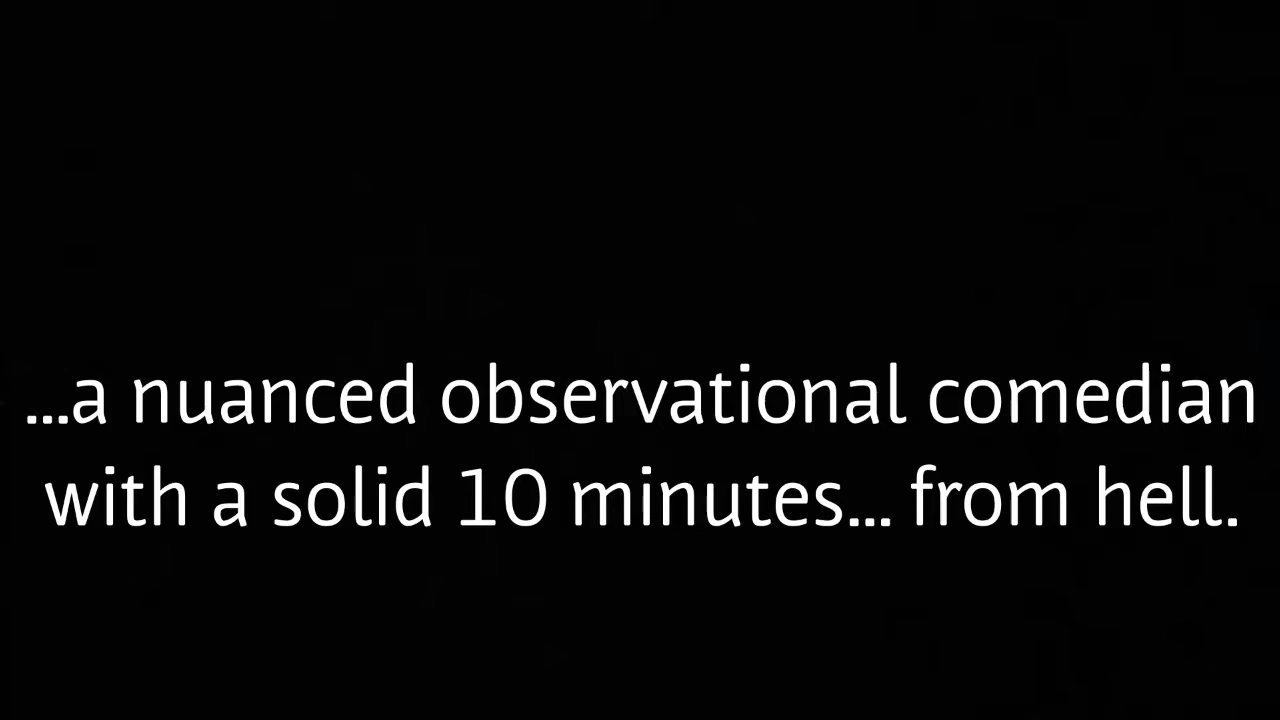 ...a nuanced observational comedian
with a solid 10 minutes... from hell.